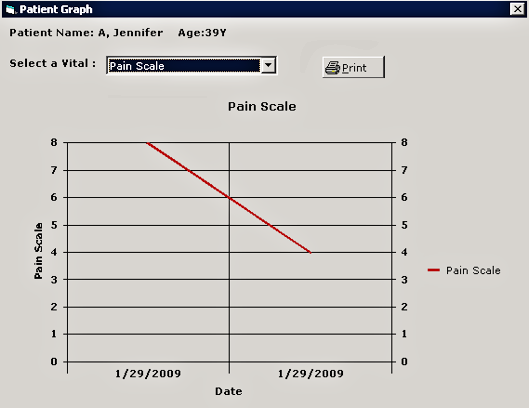 Patient Graph
Patient Name: A, Jennifer Age:39Y
Select a Vital : Pain Scale Print
Pain Scale
8 8
7 7
6 6
5 5
4 4
3 3
2 2
1 1
0 0
Pain Scale
Pain Scale
1/29/2009 1/29/2009
Date